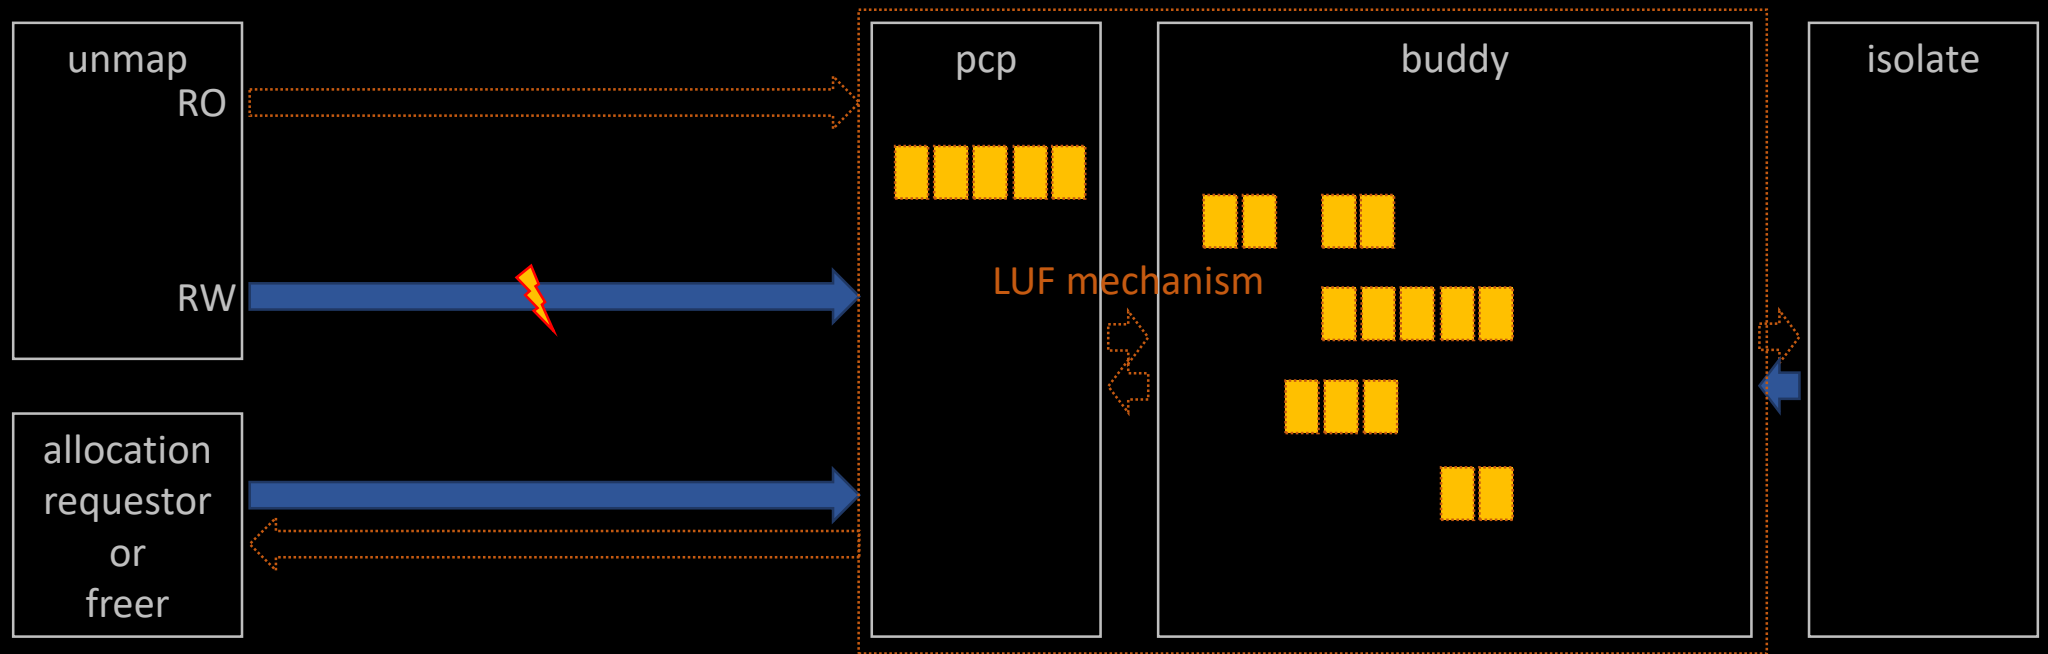 unmap
RO
RW
allocation
requestor
or
freer
pcp
LUF mechanism
buddy
isolate